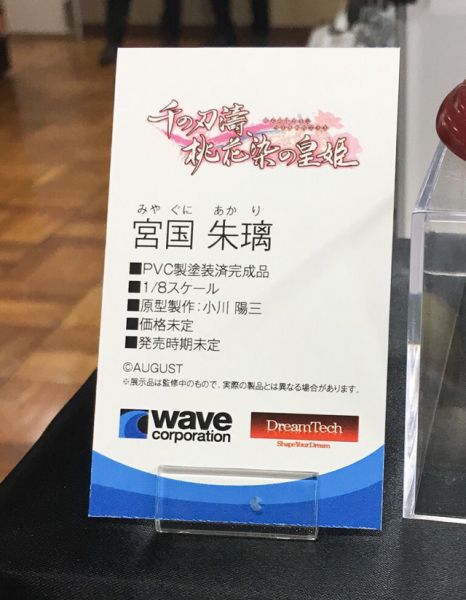 千の刃濤、
桃花染の皇姫
みや ぐに あか り
宮国 朱璃
■PVC製塗装済完成品
■1/8スケール
■原型製作：小川 陽三
■価格未定
■発売時期未定
©AUGUST
※展示品は監修中のもので、実際の製品とは異なる場合があります。
wave
corporation
DreamTech
ShapeYourDream